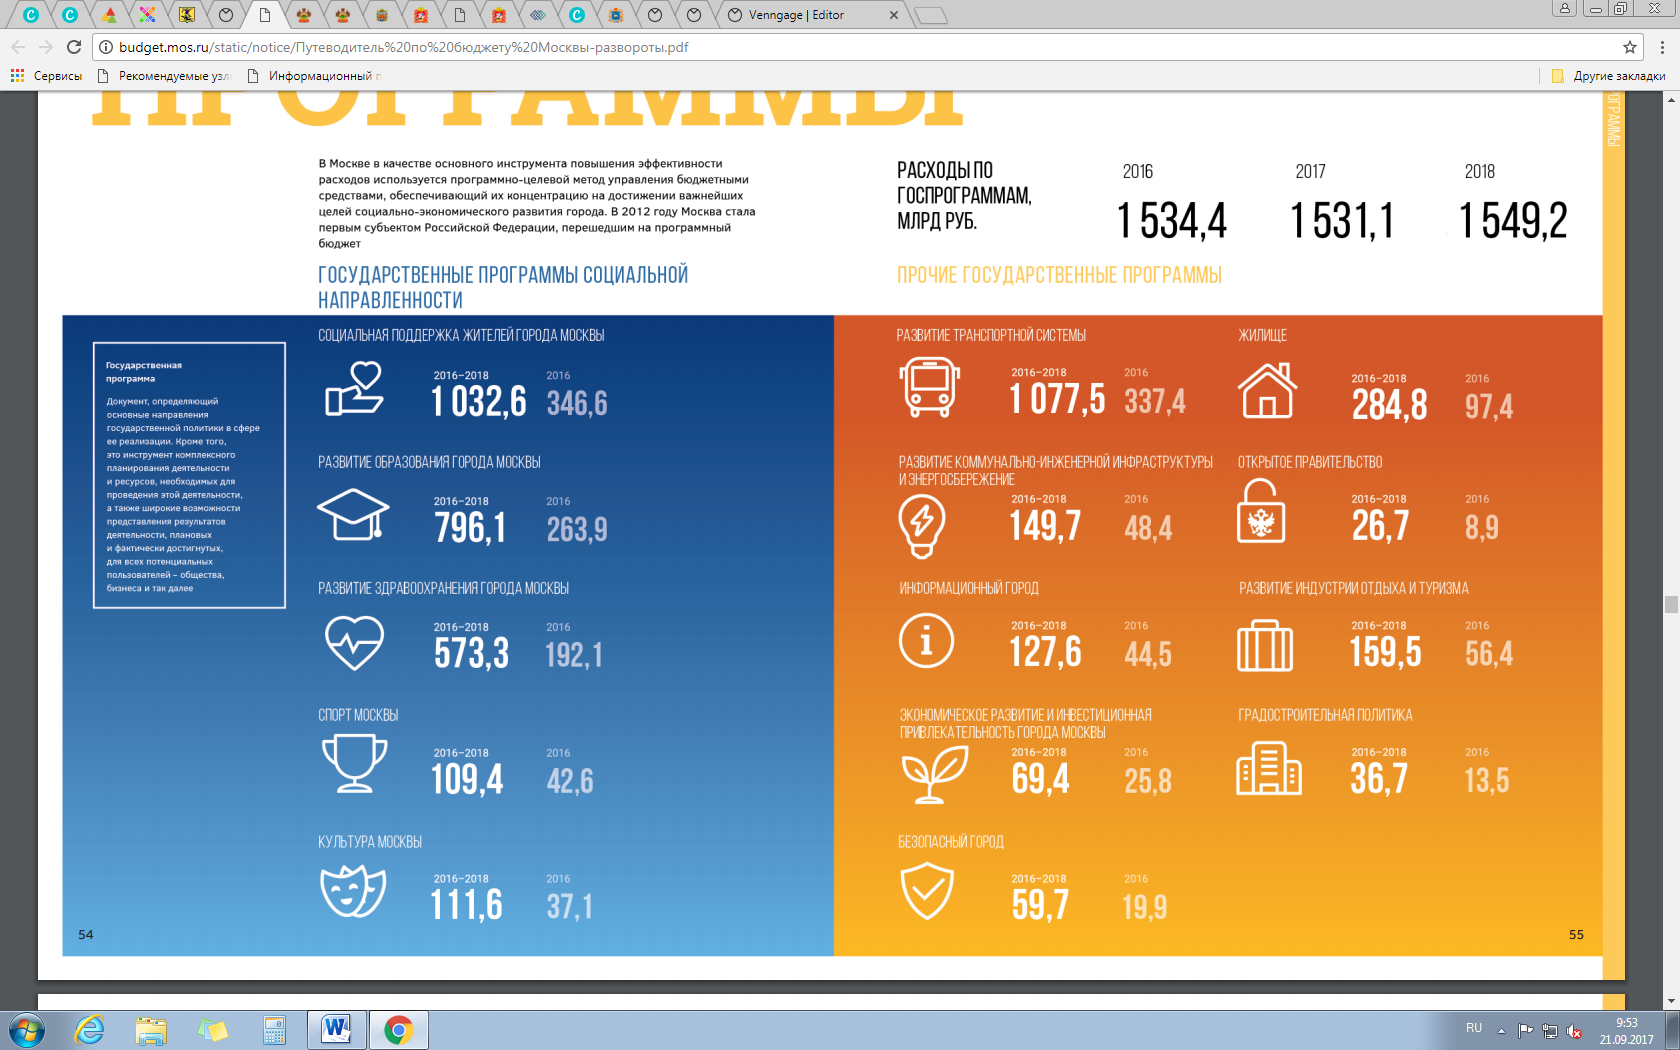 Venngage | Editor
budget.mos.ru/static/notice/Путеводитель%20по%20бюджету%20Москвы-развороты.pdf
Сервисы
Рекомендуемые узл
Информационный
Другие закладки
ПРОГРАММЫ
ПРОГРАММЫ
В Москве в качестве основного инструмента повышения эффективности
расходов используется программно-целевой метод управления бюджетными
средствами, обеспечивающий их концентрацию на достижении важнейших
целей социально-экономического развития города. В 2012 году Москва стала
первым субъектом Российской Федерации, перешедшим на программный
бюджет
РАСХОДЫ ПО
ГОСПРОГРАММАМ,
МЛРД РУБ.
2016 2017 2018
1 534,4 1 531,1 1 549,2
ГОСУДАРСТВЕННЫЕ ПРОГРАММЫ СОЦИАЛЬНОЙ
НАПРАВЛЕННОСТИ
ПРОЧИЕ ГОСУДАРСТВЕННЫЕ ПРОГРАММЫ
Государственная
программа
Документ, определяющий
основные направления
государственной политики в сфере
ее реализации. Кроме того,
это инструмент комплексного
планирования деятельности
и ресурсов, необходимых для
проведения этой деятельности,
а также широкие возможности
представления результатов
деятельности, плановых
и фактически достигнутых,
для всех потенциальных
пользователей – общества,
бизнеса и так далее
СОЦИАЛЬНАЯ ПОДДЕРЖКА ЖИТЕЛЕЙ ГОРОДА МОСКВЫ
2016–2018 2016
1 032,6 346,6
РАЗВИТИЕ ОБРАЗОВАНИЯ ГОРОДА МОСКВЫ
2016–2018 2016
796,1 263,9
РАЗВИТИЕ ЗДРАВООХРАНЕНИЯ ГОРОДА МОСКВЫ
2016–2018 2016
573,3 192,1
СПОРТ МОСКВЫ
2016–2018 2016
109,4 42,6
КУЛЬТУРА МОСКВЫ
2016–2018 2016
111,6 37,1
54
РАЗВИТИЕ ТРАНСПОРТНОЙ СИСТЕМЫ
2016–2018 2016
1 077,5 337,4
РАЗВИТИЕ КОММУНАЛЬНО-ИНЖЕНЕРНОЙ ИНФРАСТРУКТУРЫ
И ЭНЕРГОСБЕРЕЖЕНИЕ
2016–2018 2016
149,7 48,4
ИНФОРМАЦИОННЫЙ ГОРОД
2016–2018 2016
127,6 44,5
ЭКОНОМИЧЕСКОЕ РАЗВИТИЕ И ИНВЕСТИЦИОННАЯ
ПРИВЛЕКАТЕЛЬНОСТЬ ГОРОДА МОСКВЫ
2016–2018 2016
69,4 25,8
БЕЗОПАСНЫЙ ГОРОД
2016–2018 2016
59,7 19,9
ЖИЛИЩЕ
2016–2018 2016
284,8 97,4
ОТКРЫТОЕ ПРАВИТЕЛЬСТВО
2016–2018 2016
26,7 8,9
РАЗВИТИЕ ИНДУСТРИИ ОТДЫХА И ТУРИЗМА
2016–2018 2016
159,5 56,4
ГРАДОСТРОИТЕЛЬНАЯ ПОЛИТИКА
2016–2018 2016
36,7 13,5
55
RU
9:53
21.09.2017